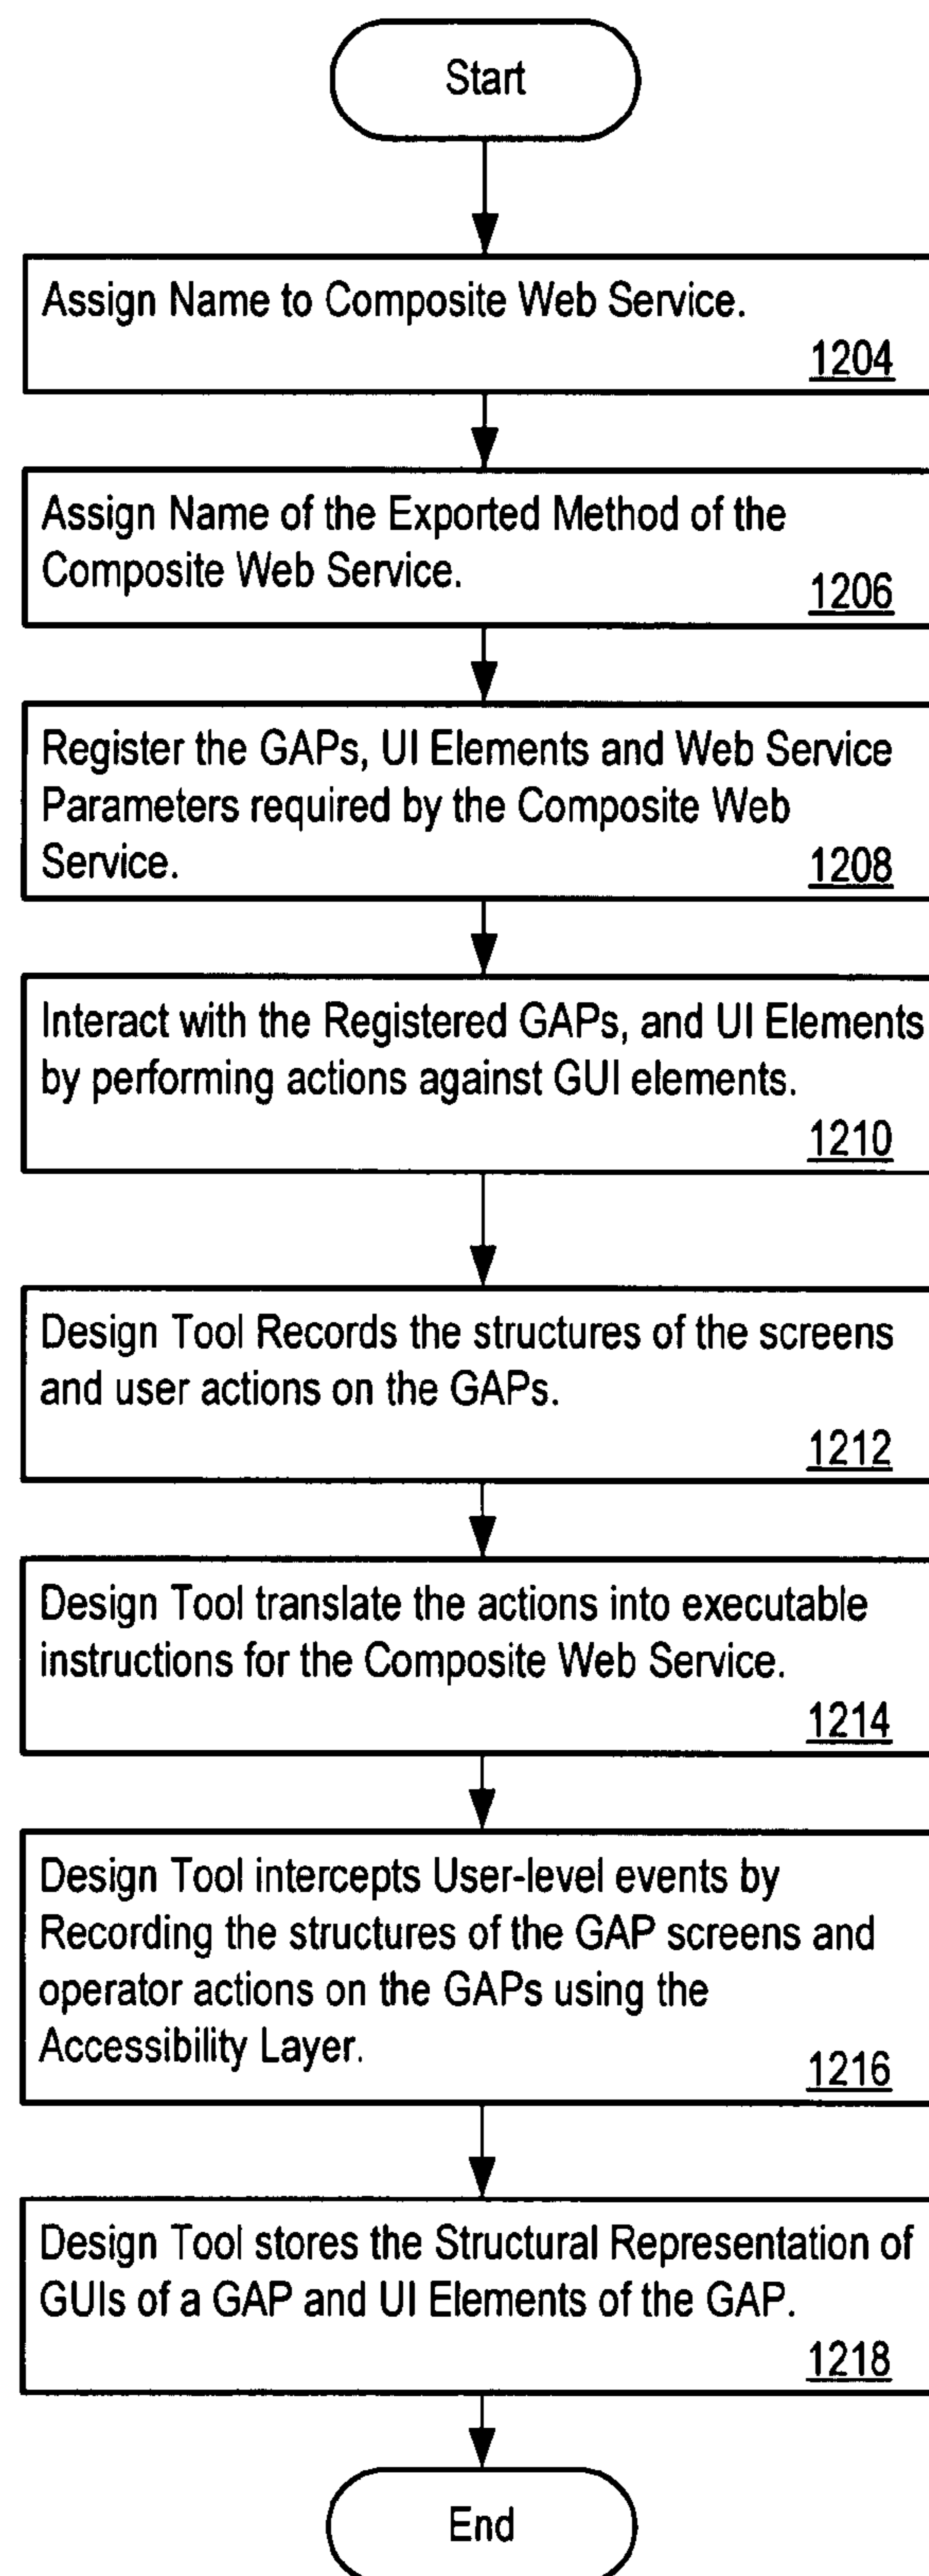 Start
Assign Name to Composite Web Service.
1204
Assign Name of the Exported Method of the
Composite Web Service.
1206
Register the GAPs, UI Elements and Web Service
Parameters required by the Composite Web
Service.
1208
Interact with the Registered GAPs, and UI Elements
by performing actions against GUI elements.
1210
Design Tool Records the structures of the screens
and user actions on the GAPs.
1212
Design Tool translate the actions into executable
instructions for the Composite Web Service.
1214
Design Tool intercepts User-level events by
Recording the structures of the GAP screens and
operator actions on the GAPs using the
Accessibility Layer.
1216
Design Tool stores the Structural Representation of
GUIs of a GAP and UI Elements of the GAP.
1218
End